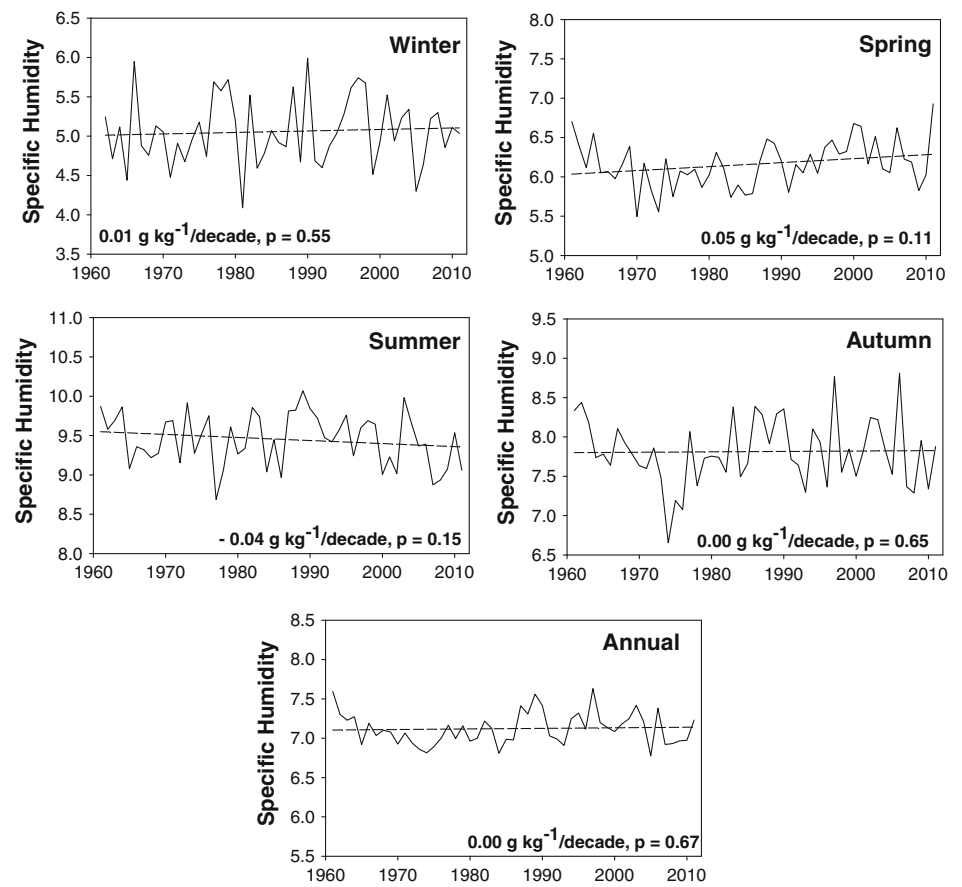 Winter
Specific Humidity
6.5
6.0
5.5
5.0
4.5
4.0
3.5
0.01 g kg-1/decade, p = 0.55
1960 1970 1980 1990 2000 2010
Spring
Specific Humidity
8.0
7.5
7.0
6.5
6.0
5.5
5.0
0.05 g kg-1/decade, p = 0.11
1960 1970 1980 1990 2000 2010
Summer
Specific Humidity
11.0
10.5
10.0
9.5
9.0
8.5
8.0
- 0.04 g kg-1/decade, p = 0.15
1960 1970 1980 1990 2000 2010
Autumn
Specific Humidity
9.5
9.0
8.5
8.0
7.5
7.0
6.5
0.00 g kg-1/decade, p = 0.65
1960 1970 1980 1990 2000 2010
Annual
Specific Humidity
8.5
8.0
7.5
7.0
6.5
6.0
5.5
0.00 g kg-1/decade, p = 0.67
1960 1970 1980 1990 2000 2010